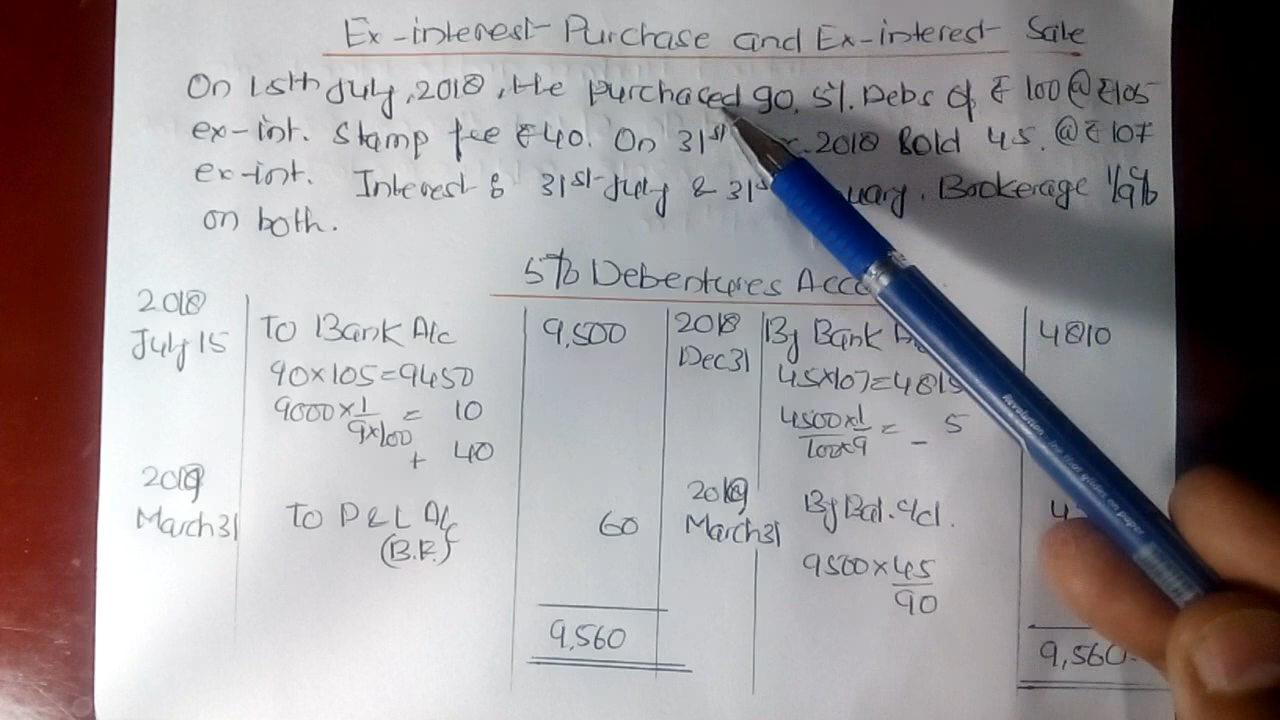 Ex-interest Purchase and Ex-interest Sale
On 15th July, 2018, He purchased 90, 5% Debs of ₹ 100 @ ₹105
ex-int. Stamp fee ₹40. On 31st 2018 Sold 45 @ ₹ 107
ex-int. Interest 31st July & 31st Brokerage 1/9%
on both.
5% Debentures
2018
July 15
To Bank A/c
9,500
2018
Dec 31
By Bank
4810
90×105=9450
45×107=4815
9000×1/9×100 = 10
+ 40
4500×1/100×9 = - 5
2019
March 31
To P & L A/c
(B.F.)
60
2019
March 31
By Bal. c/d.
9500×45/90
9,560
9,560
Revolution